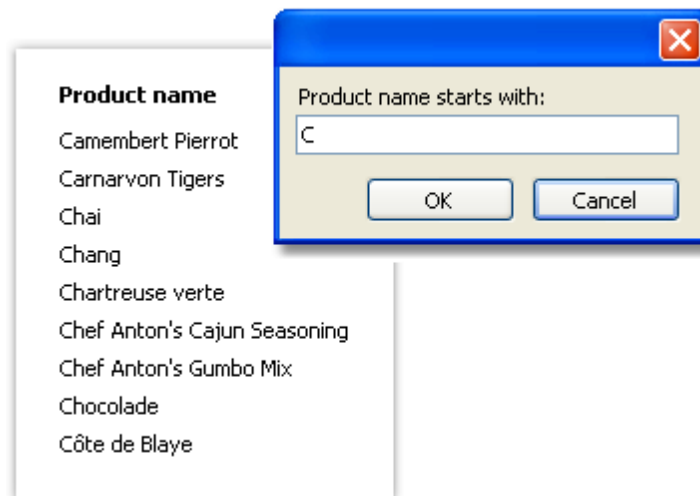 Product name
Camembert Pierrot
Carnarvon Tigers
Chai
Chang
Chartreuse verte
Chef Anton's Cajun Seasoning
Chef Anton's Gumbo Mix
Chocolade
Côte de Blaye
Product name starts with:
C
OK Cancel